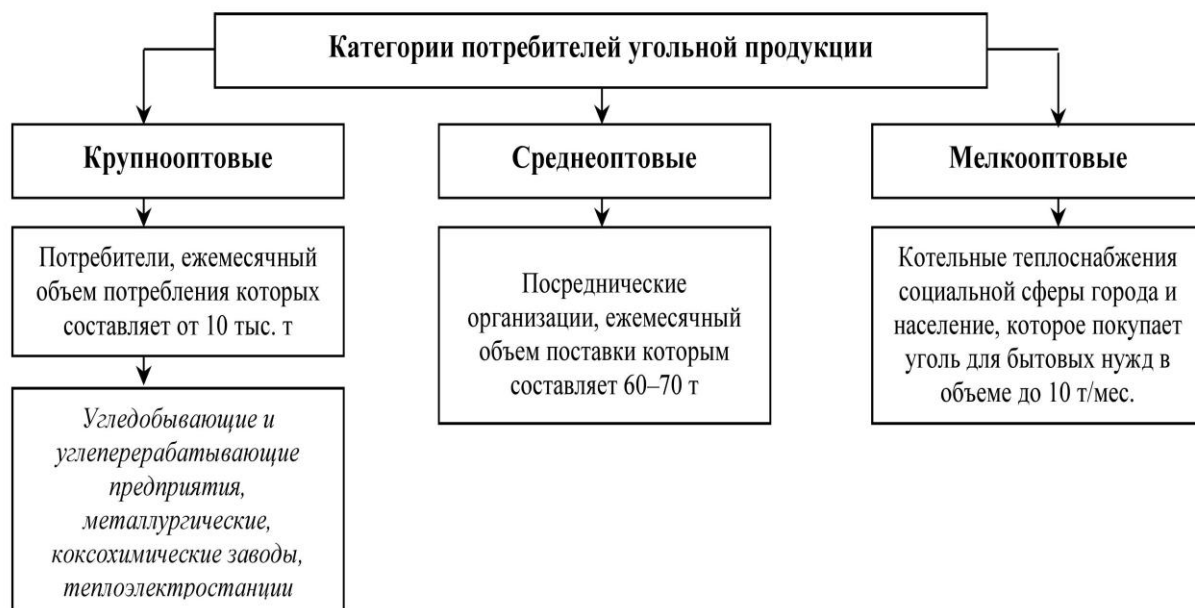 Категории потребителей угольной продукции
Крупнооптовые
Среднеоптовые
Мелкооптовые
Потребители, ежемесячный
объем потребления которых
составляет от 10 тыс. т
Угледобывающие и
углеперерабатывающие
предприятия,
металлургические,
коксохимические заводы,
теплоэлектростанции
Посреднические
организации, ежемесячный
объем поставки которым
составляет 60–70 т
Котельные теплоснабжения
социальной сферы города и
население, которое покупает
уголь для бытовых нужд в
объеме до 10 т/мес.